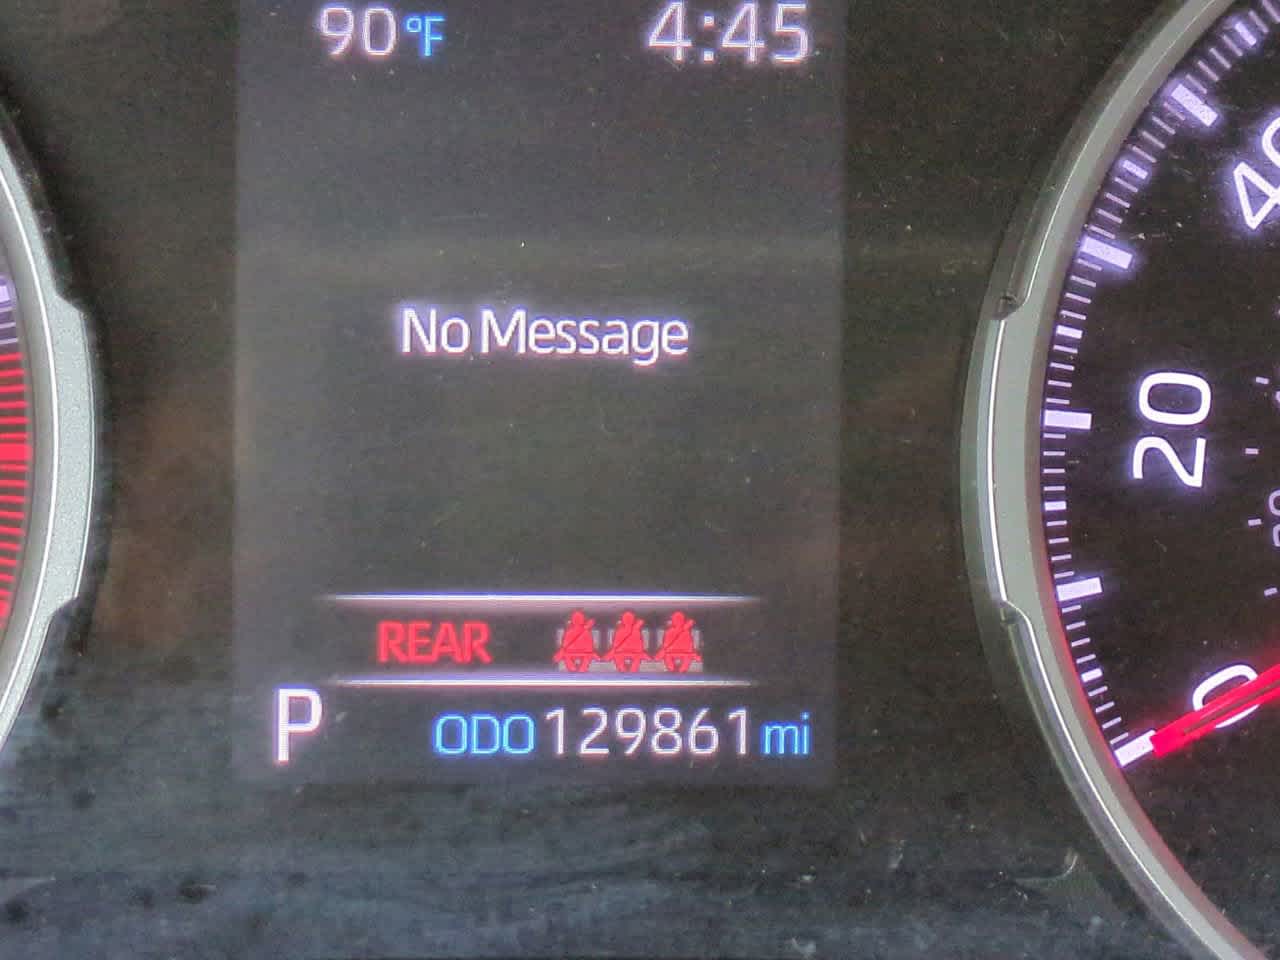 90 °F 4:45
No Message
REAR
P ODO 129861 mi
40
20
0